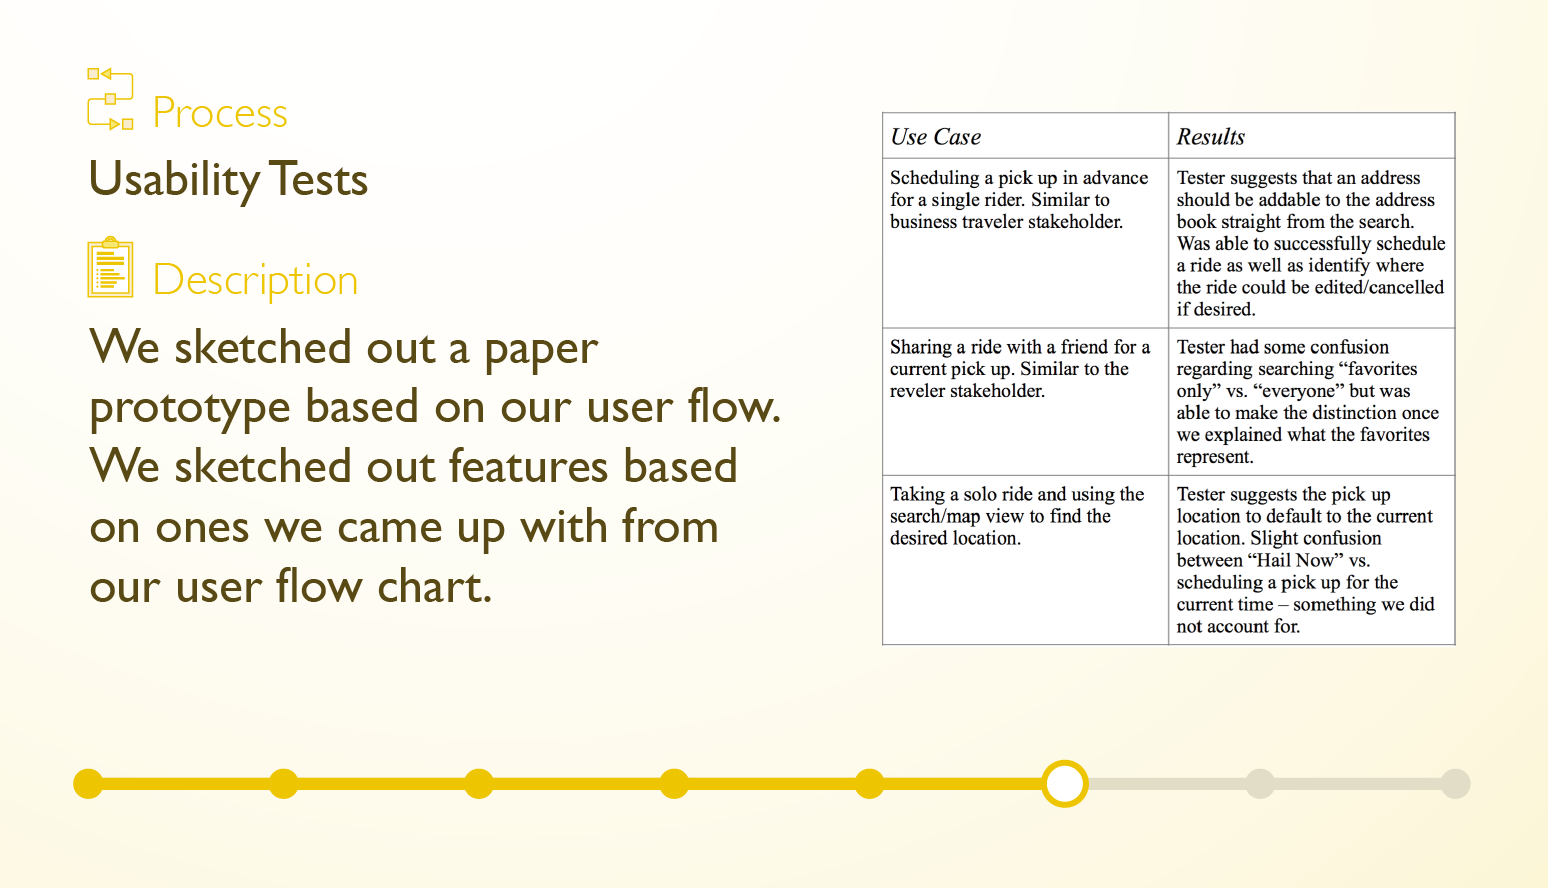 Process
Usability Tests
Description
We sketched out a paper
prototype based on our user flow.
We sketched out features based
on ones we came up with from
our user flow chart.
Use Case
Results
Scheduling a pick up in advance
for a single rider. Similar to
business traveler stakeholder.
Tester suggests that an address
should be addable to the address
book straight from the search.
Was able to successfully schedule
a ride as well as identify where
the ride could be edited/cancelled
if desired.
Sharing a ride with a friend for a
current pick up. Similar to the
reveler stakeholder.
Tester had some confusion
regarding searching “favorites
only” vs. “everyone” but was
able to make the distinction once
we explained what the favorites
represent.
Taking a solo ride and using the
search/map view to find the
desired location.
Tester suggests the pick up
location to default to the current
location. Slight confusion
between “Hail Now” vs.
scheduling a pick up for the
current time – something we did
not account for.